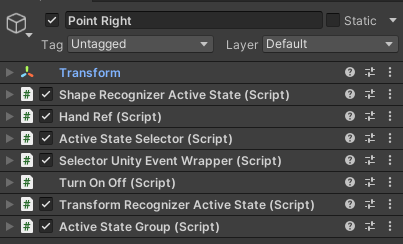 Point Right
Static
Tag Untagged Layer Default
Transform
Shape Recognizer Active State (Script)
Hand Ref (Script)
Active State Selector (Script)
Selector Unity Event Wrapper (Script)
Turn On Off (Script)
Transform Recognizer Active State (Script)
Active State Group (Script)